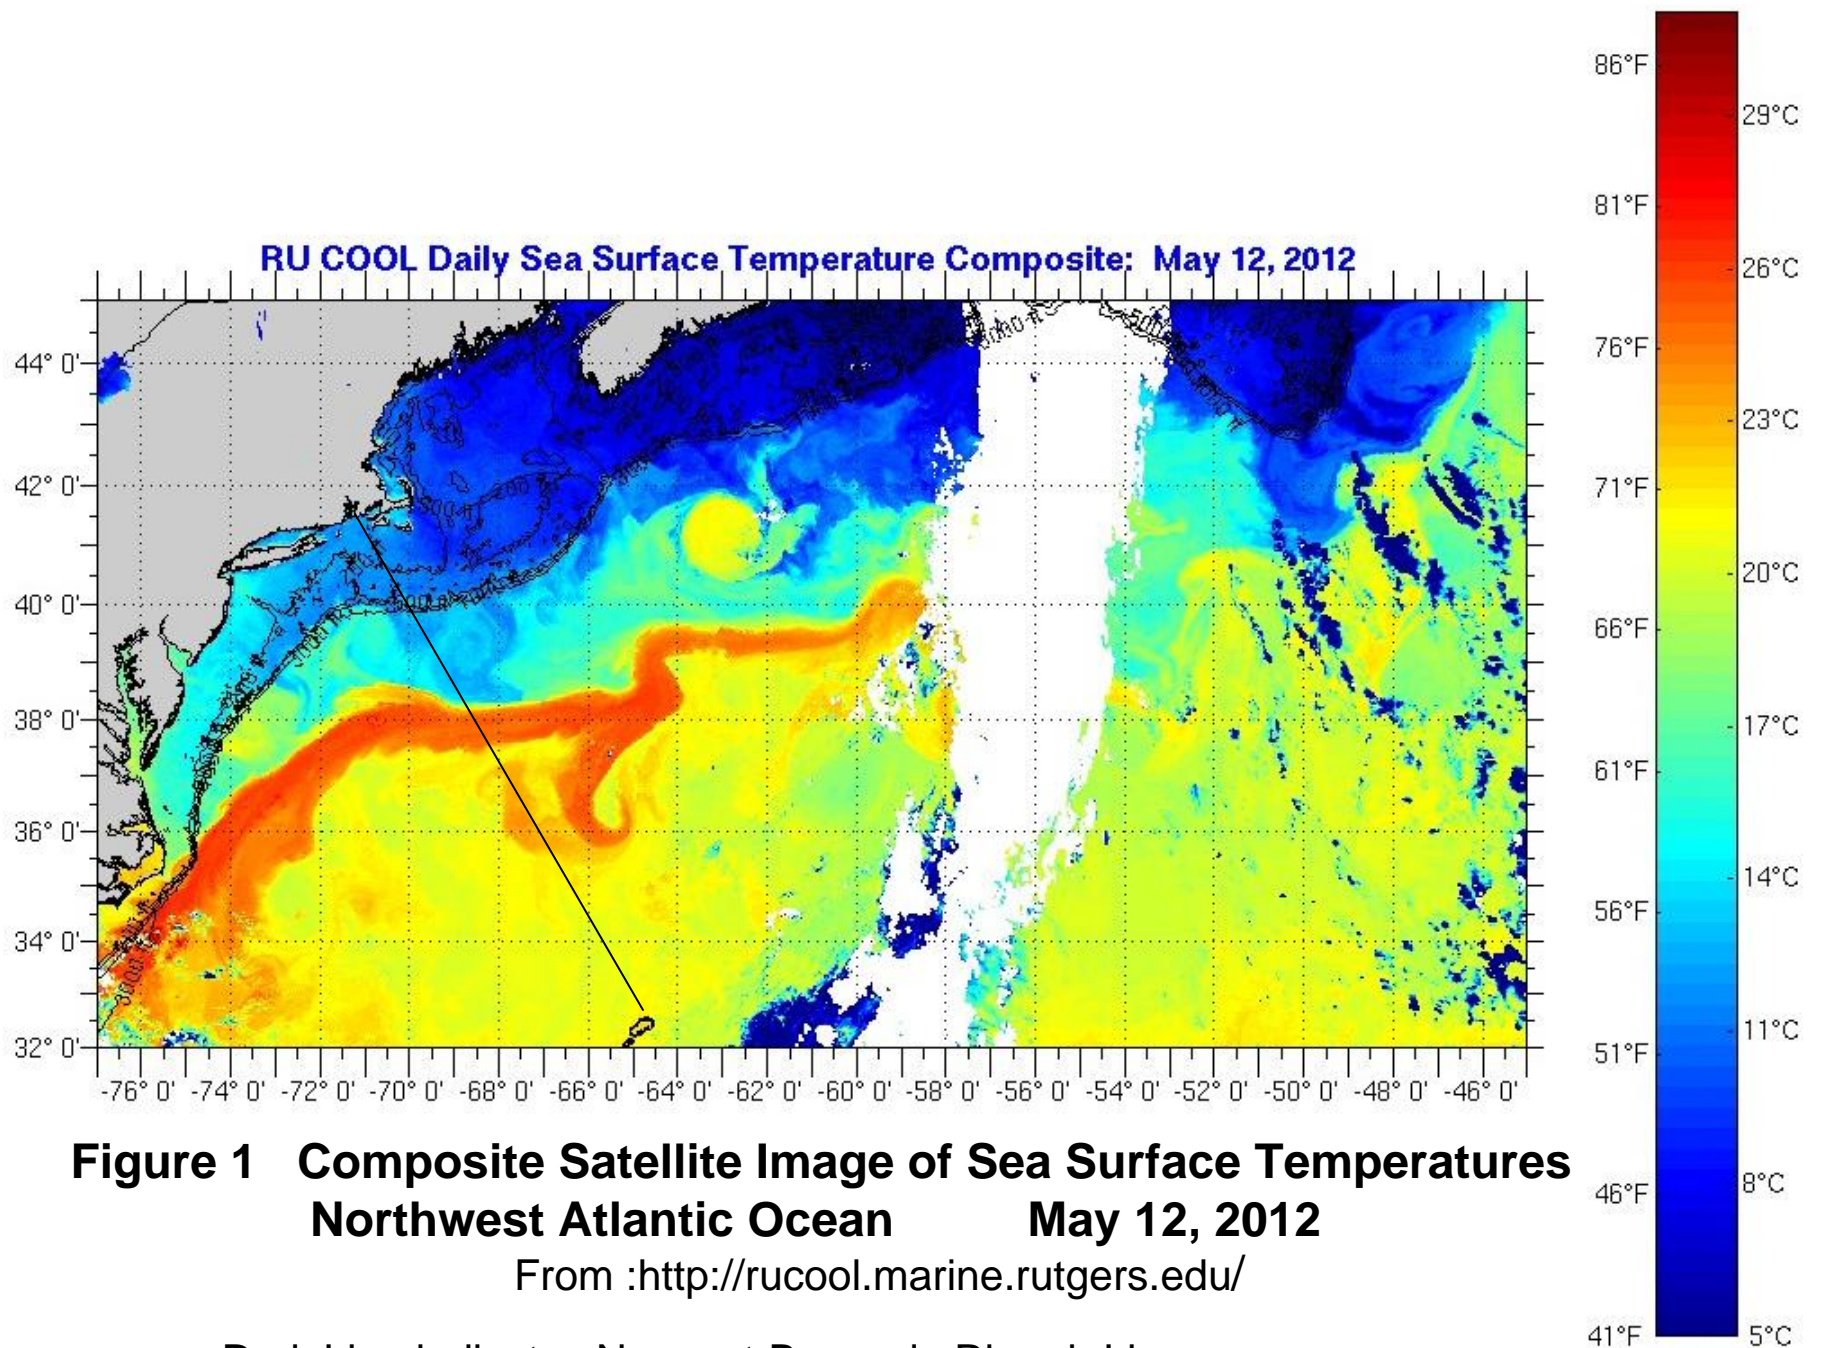 86°F
29°C
81°F
RU COOL Daily Sea Surface Temperature Composite: May 12, 2012
26°C
76°F
44° 0'
23°C
71°F
42° 0'
20°C
40° 0'
66°F
17°C
38° 0'
61°F
36° 0'
14°C
56°F
34° 0'
11°C
51°F
32° 0'
-76° 0' -74° 0' -72° 0' -70° 0' -68° 0' -66° 0' -64° 0' -62° 0' -60° 0' -58° 0' -56° 0' -54° 0' -52° 0' -50° 0' -48° 0' -46° 0'
Figure 1 Composite Satellite Image of Sea Surface Temperatures
8°C
46°F
Northwest Atlantic Ocean May 12, 2012
From :http://rucool.marine.rutgers.edu/
41°F
5°C